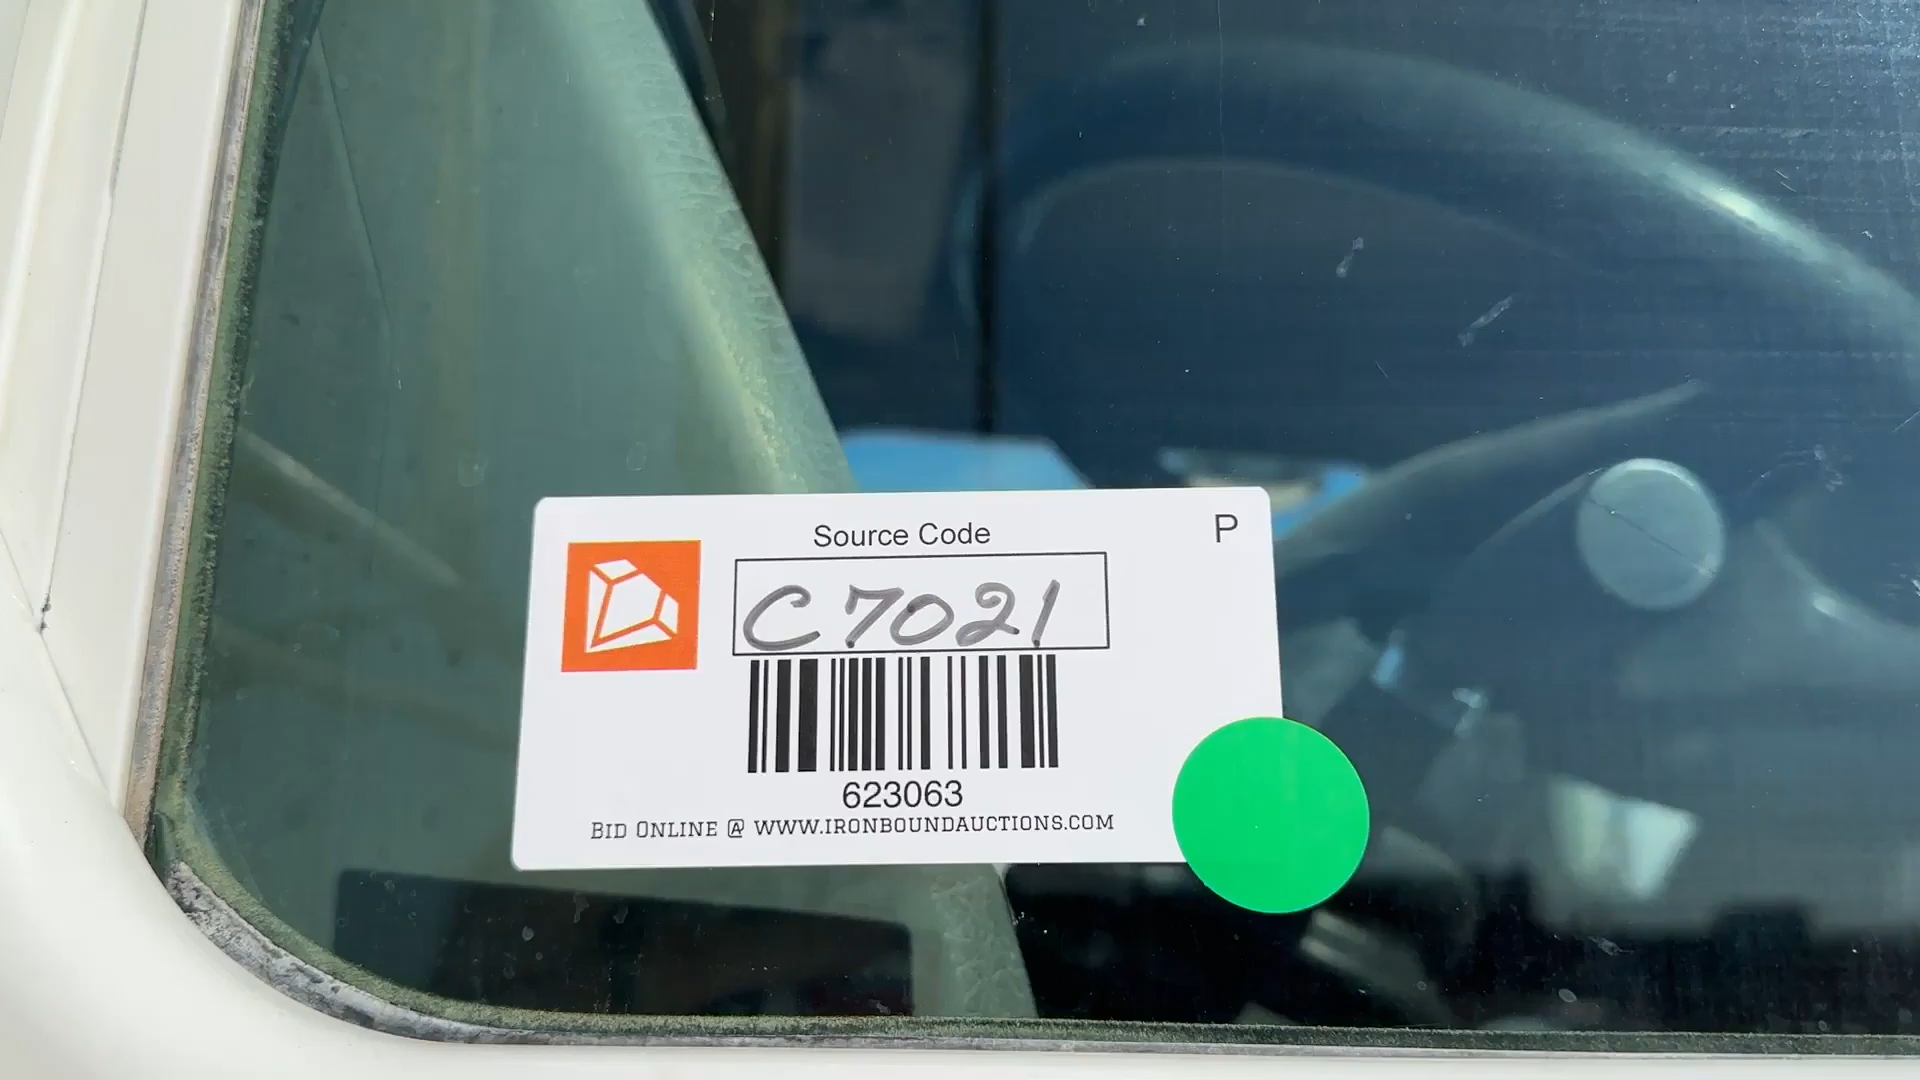 Source Code
P
C7021
623063
BID ONLINE @ WWW.IRONBOUNDAUCTIONS.COM